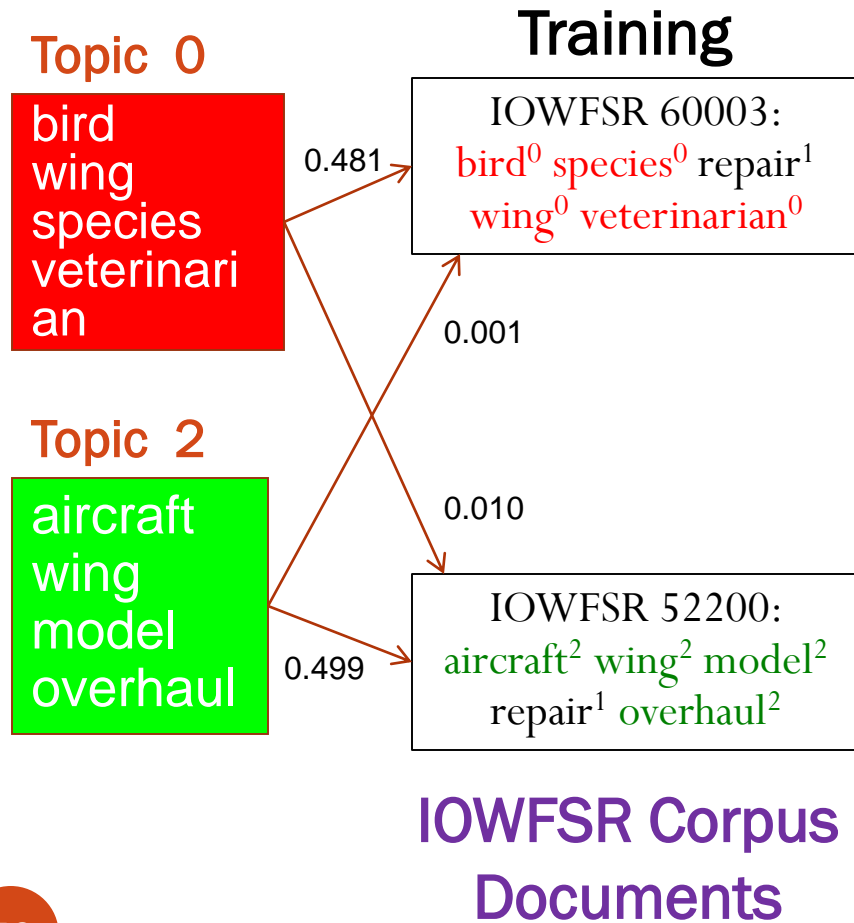 Training
Topic 0
bird
wing
species
veterinari
an
0.481
IOWFSR 60003:
bird⁰ species⁰ repair¹
wing⁰ veterinarian⁰
0.001
Topic 2
aircraft
wing
model
overhaul
0.010
0.499
IOWFSR 52200:
aircraft² wing² model²
repair¹ overhaul²
IOWFSR Corpus
Documents